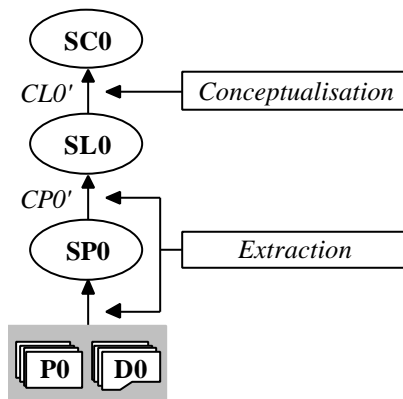 SC0
CL0'
Conceptualisation
SL0
CP0'
SP0
Extraction
P0
D0